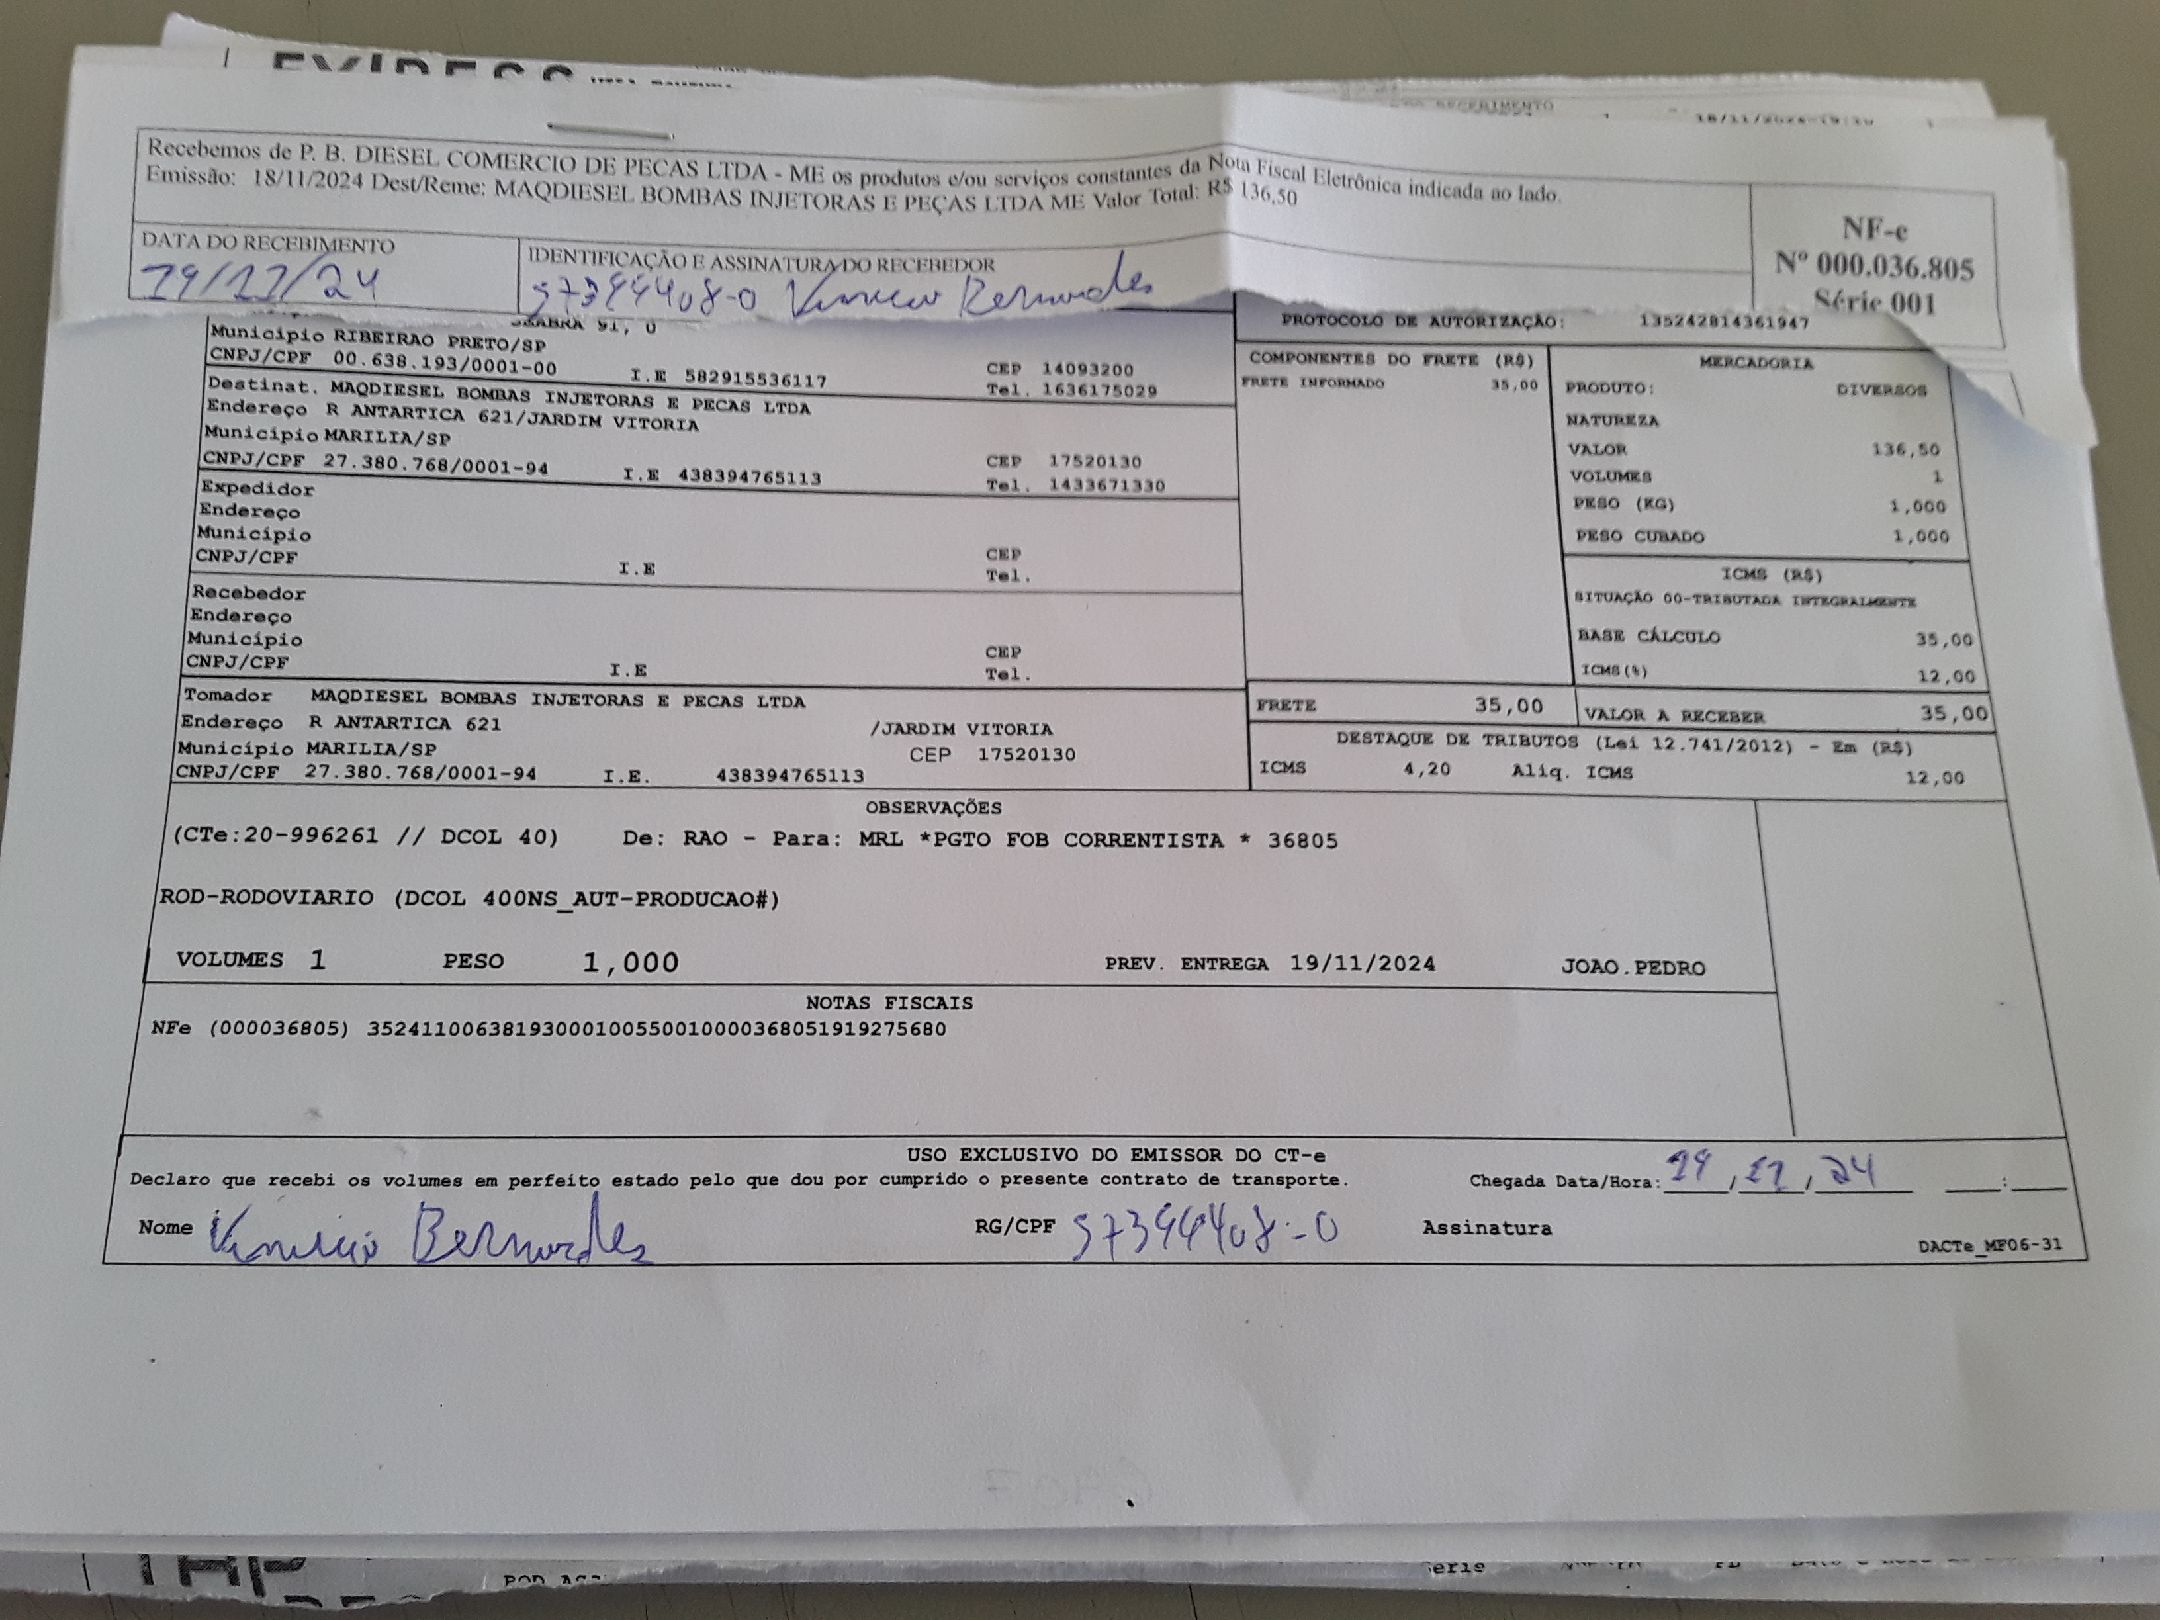 Recebemos de P. B. DIESEL COMERCIO DE PECAS LTDA - ME os produtos e/ou serviços constantes da Nota Fiscal Eletrônica indicada ao lado.
Emissão: 18/11/2024 Dest/Reme: MAQDIESEL BOMBAS INJETORAS E PEÇAS LTDA ME Valor Total: R$ 136,50
NF-e
Nº 000.036.805
Série 001
DATA DO RECEBIMENTO
19/11/24
IDENTIFICAÇÃO E ASSINATURA DO RECEBEDOR
57394408-0 Vinicio Bernardes
PROTOCOLO DE AUTORIZAÇÃO: 135242814361947
Município RIBEIRAO PRETO/SP
CNPJ/CPF 00.638.193/0001-00 I.E 582915536117
CEP 14093200
Tel. 1636175029
Destinat. MAQDIESEL BOMBAS INJETORAS E PECAS LTDA
Endereço R ANTARTICA 621/JARDIM VITORIA
Município MARILIA/SP
CNPJ/CPF 27.380.768/0001-94 I.E 438394765113
CEP 17520130
Tel. 1433671330
Expedidor
Endereço
Município
CNPJ/CPF I.E
CEP
Tel.
Recebedor
Endereço
Município
CNPJ/CPF I.E
CEP
Tel.
Tomador MAQDIESEL BOMBAS INJETORAS E PECAS LTDA
Endereço R ANTARTICA 621 /JARDIM VITORIA
Município MARILIA/SP CEP 17520130
CNPJ/CPF 27.380.768/0001-94 I.E. 438394765113
COMPONENTES DO FRETE (R$)
FRETE INFORMADO 35,00
MERCADORIA
PRODUTO: DIVERSOS
NATUREZA
VALOR 136,50
VOLUMES 1
PESO (KG) 1,000
PESO CUBADO 1,000
ICMS (R$)
SITUAÇÃO 00-TRIBUTADA INTEGRALMENTE
BASE CÁLCULO 35,00
ICMS(%) 12,00
FRETE 35,00 VALOR A RECEBER 35,00
DESTAQUE DE TRIBUTOS (Lei 12.741/2012) - Em (R$)
ICMS 4,20 Aliq. ICMS 12,00
OBSERVAÇÕES
(CTe:20-996261 // DCOL 40) De: RAO - Para: MRL *PGTO FOB CORRENTISTA * 36805
ROD-RODOVIARIO (DCOL 400NS_AUT-PRODUCAO#)
VOLUMES 1 PESO 1,000 PREV. ENTREGA 19/11/2024 JOAO.PEDRO
NOTAS FISCAIS
NFe (000036805) 35241100638193000100550010000368051919275680
USO EXCLUSIVO DO EMISSOR DO CT-e
Declaro que recebi os volumes em perfeito estado pelo que dou por cumprido o presente contrato de transporte. Chegada Data/Hora: 19, 11, 24 :
Nome Vinicio Bernardes RG/CPF 57394408-0 Assinatura
DACTe_MF06-31